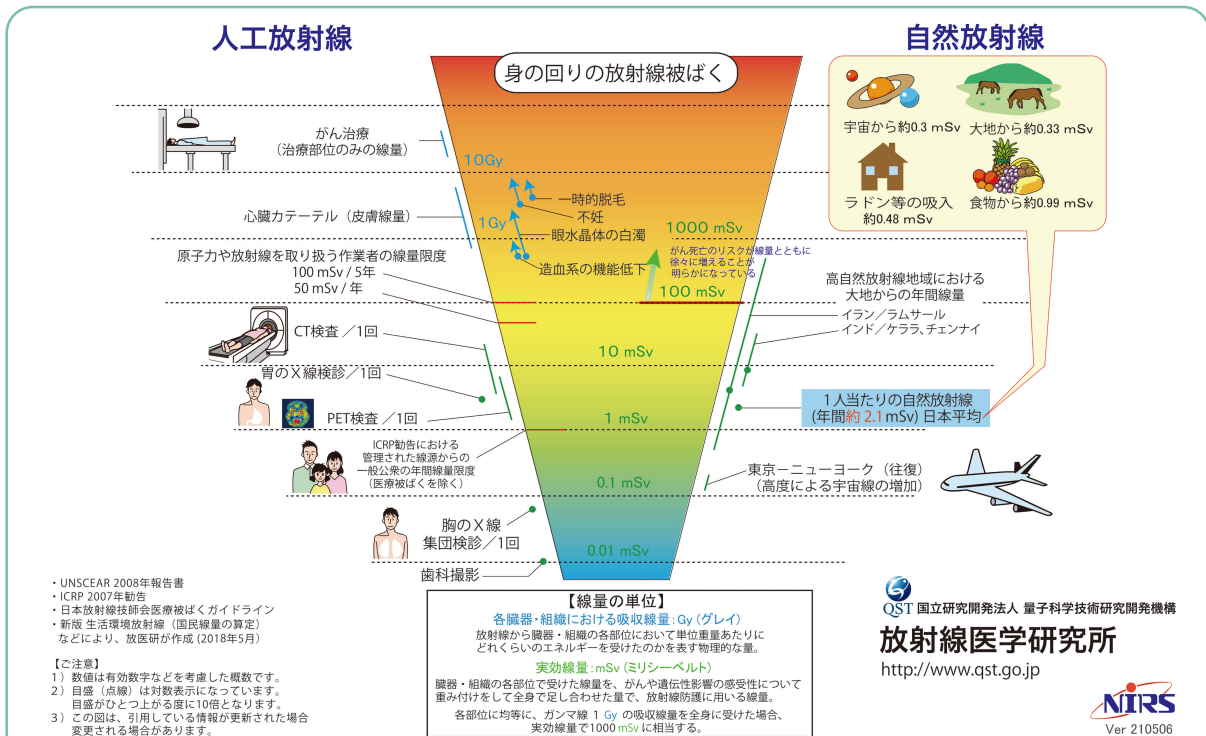 人工放射線
自然放射線
身の回りの放射線被ばく
宇宙から約0.3 mSv
大地から約0.33 mSv
ラドン等の吸入
約0.48 mSv
食物から約0.99 mSv
がん治療
(治療部位のみの線量)
10Gy
心臓カテーテル（皮膚線量）
1Gy
一時的脱毛
不妊
眼水晶体の白濁
造血系の機能低下
1000 mSv
がん死亡のリスクが線量とともに
徐々に増えることが
明らかになっている
100 mSv
原子力や放射線を取り扱う作業者の線量限度
100 mSv / 5年
50 mSv / 年
高自然放射線地域における
大地からの年間線量
イラン／ラムサール
インド／ケララ、チェンナイ
CT検査 ／1回
10 mSv
胃のＸ線検診／1回
PET検査 ／1回
1 mSv
1人当たりの自然放射線
(年間約 2.1mSv) 日本平均
ICRP勧告における
管理された線源からの
一般公衆の年間線量限度
（医療被ばくを除く）
0.1 mSv
東京－ニューヨーク（往復）
（高度による宇宙線の増加）
胸のＸ線
集団検診／1回
0.01 mSv
歯科撮影
・UNSCEAR 2008年報告書
・ICRP 2007年勧告
・日本放射線技師会医療被ばくガイドライン
・新版 生活環境放射線（国民線量の算定）
などにより、放医研が作成 (2018年5月)
【ご注意】
1）数値は有効数字などを考慮した概数です。
2）目盛（点線）は対数表示になっています。
目盛がひとつ上がる度に10倍となります。
3）この図は、引用している情報が更新された場合
変更される場合があります。
【線量の単位】
各臓器・組織における吸収線量：Gy（グレイ）
放射線から臓器・組織の各部位において単位重量あたりに
どれくらいのエネルギーを受けたのかを表す物理的な量。
実効線量：mSv（ミリシーベルト）
臓器・組織の各部位で受けた線量を、がんや遺伝性影響の感受性について
重み付けをして全身で足し合わせた量で、放射線防護に用いる線量。
各部位に均等に、ガンマ線 1 Gy の吸収線量を全身に受けた場合、
実効線量で1000 mSvに相当する。
QST 国立研究開発法人 量子科学技術研究開発機構
放射線医学研究所
http://www.qst.go.jp
NIRS
Ver 210506